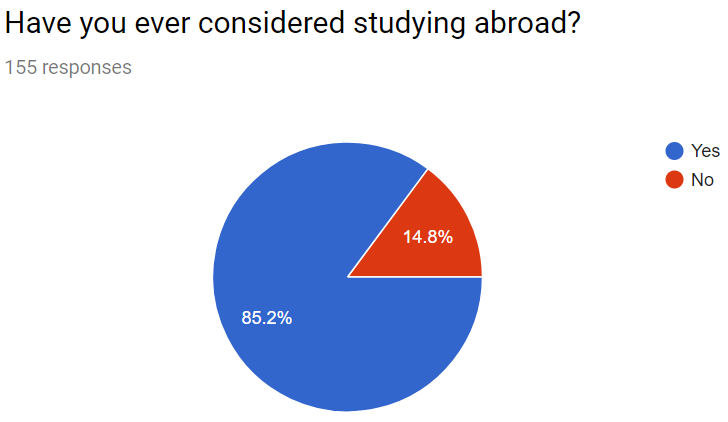 Have you ever considered studying abroad?
155 responses
Yes
No
14.8%
85.2%